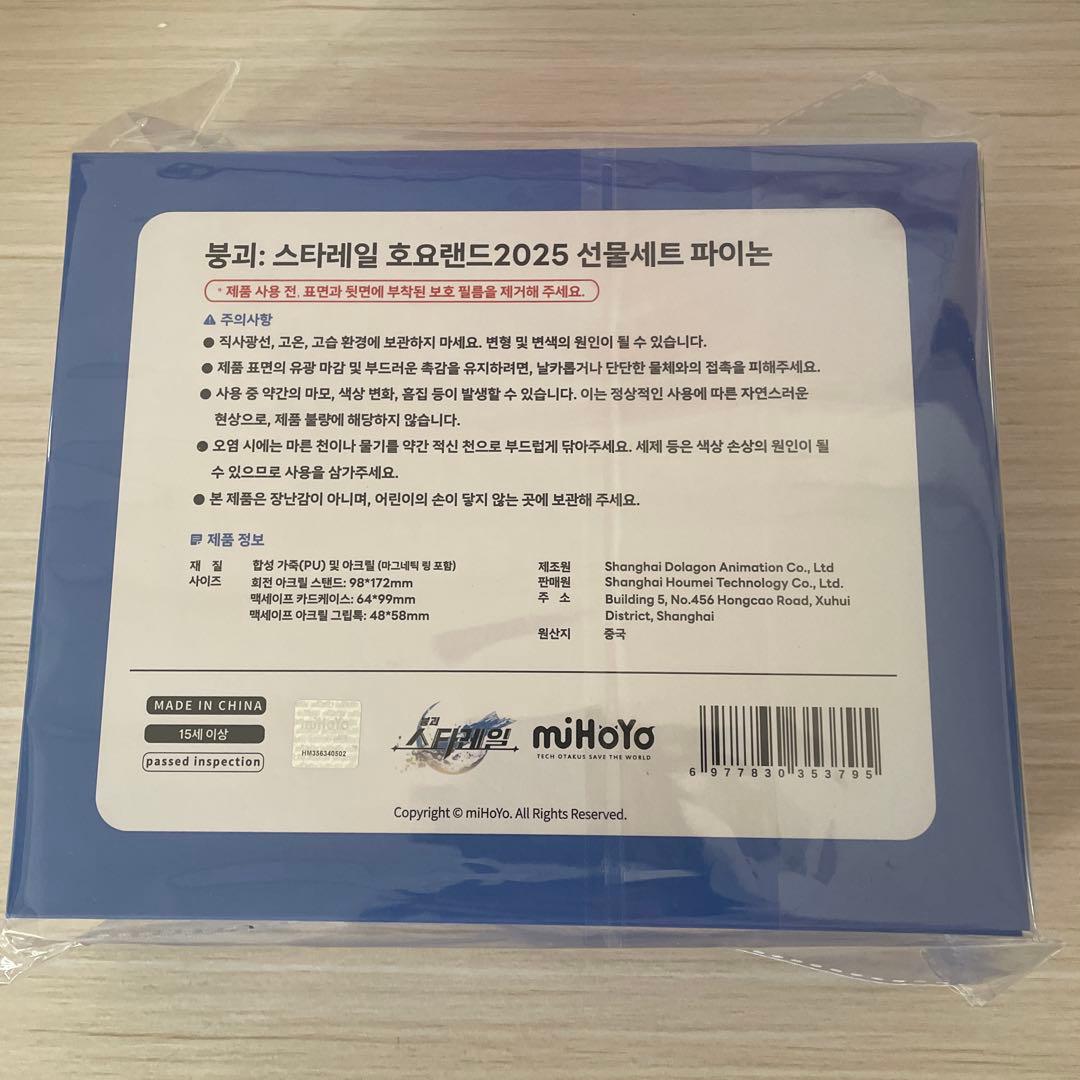 붕괴: 스타레일 호요랜드2025 선물세트 파이논
* 제품 사용 전, 표면과 뒷면에 부착된 보호 필름을 제거해 주세요.
주의사항
● 직사광선, 고온, 고습 환경에 보관하지 마세요. 변형 및 변색의 원인이 될 수 있습니다.
● 제품 표면의 유광 마감 및 부드러운 촉감을 유지하려면, 날카롭거나 단단한 물체와의 접촉을 피해주세요.
● 사용 중 약간의 마모, 색상 변화, 흠집 등이 발생할 수 있습니다. 이는 정상적인 사용에 따른 자연스러운
현상으로, 제품 불량에 해당하지 않습니다.
● 오염 시에는 마른 천이나 물기를 약간 적신 천으로 부드럽게 닦아주세요. 세제 등은 색상 손상의 원인이 될
수 있으므로 사용을 삼가주세요.
● 본 제품은 장난감이 아니며, 어린이의 손이 닿지 않는 곳에 보관해 주세요.
제품 정보
재 질 합성 가죽(PU) 및 아크릴 (마그네틱 링 포함)
사이즈 회전 아크릴 스탠드: 98*172mm
맥세이프 카드케이스: 64*99mm
맥세이프 아크릴 그립톡: 48*58mm
제조원 Shanghai Dolagon Animation Co., Ltd
판매원 Shanghai Houmei Technology Co., Ltd.
주 소 Building 5, No.456 Hongcao Road, Xuhui
District, Shanghai
원산지 중국
MADE IN CHINA
15세 이상
passed inspection
miHoYo
HM356340502
붕괴
스타레일
miHoYo
TECH OTAKUS SAVE THE WORLD
6 977830 353795
Copyright © miHoYo. All Rights Reserved.